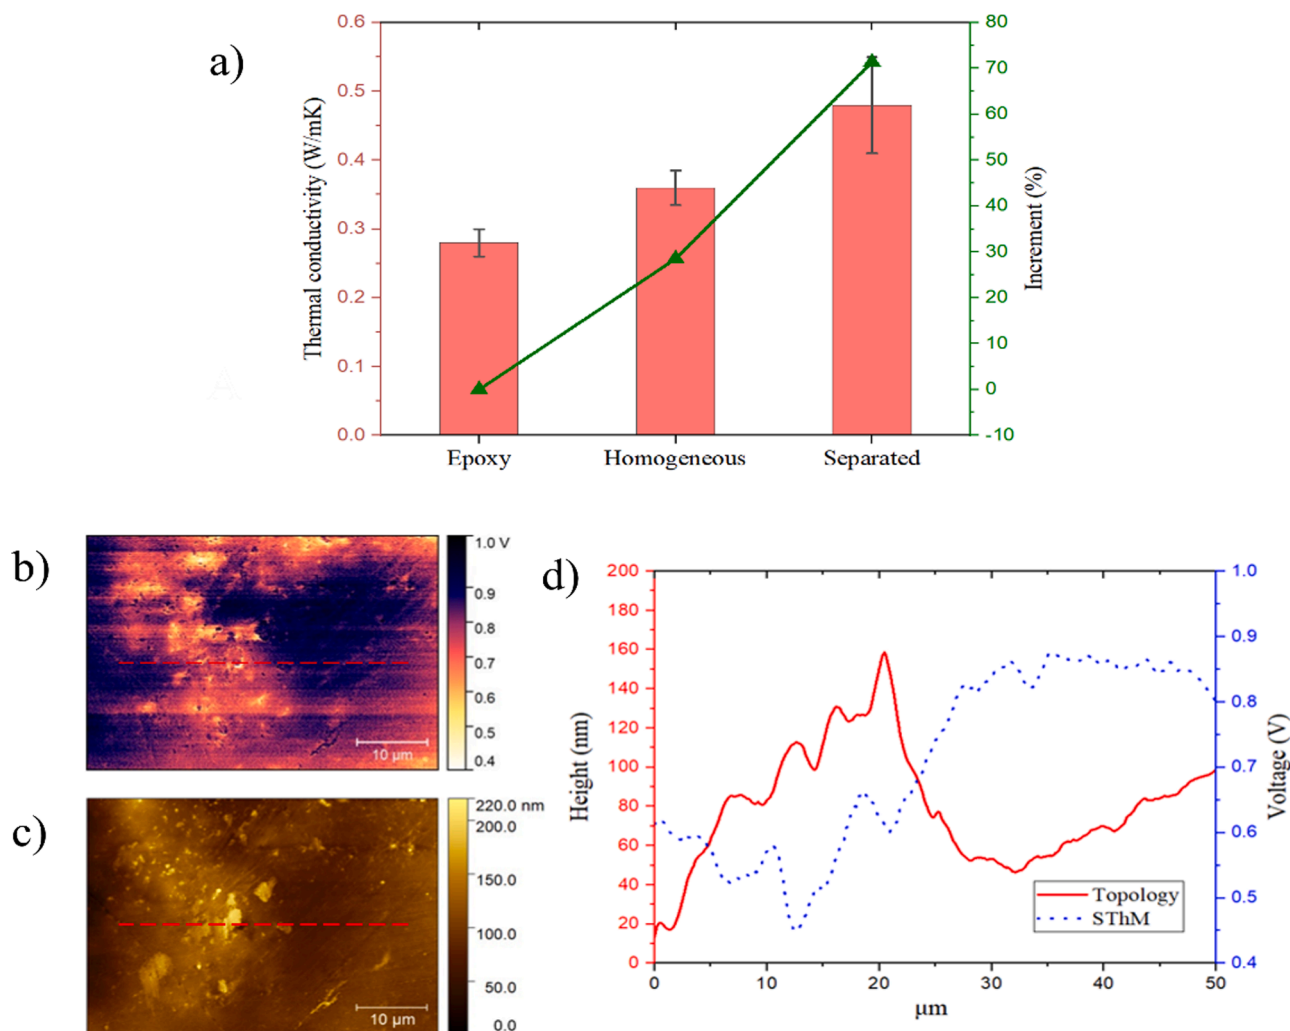 a)
0.6
0.5
0.4
0.3
0.2
0.1
0.0
Thermal conductivity (W/mK)
80
70
60
50
40
30
20
10
0
-10
Increment (%)
Epoxy Homogeneous Separated
A
b)
1.0 V
0.9
0.8
0.7
0.6
0.5
0.4
10 µm
c)
220.0 nm
200.0
150.0
100.0
50.0
0.0
10 µm
d)
200
180
160
140
120
100
80
60
40
20
0
Height (nm)
1.0
0.9
0.8
0.7
0.6
0.5
0.4
Voltage (V)
Topology
SThM
0 10 20 30 40 50
µm